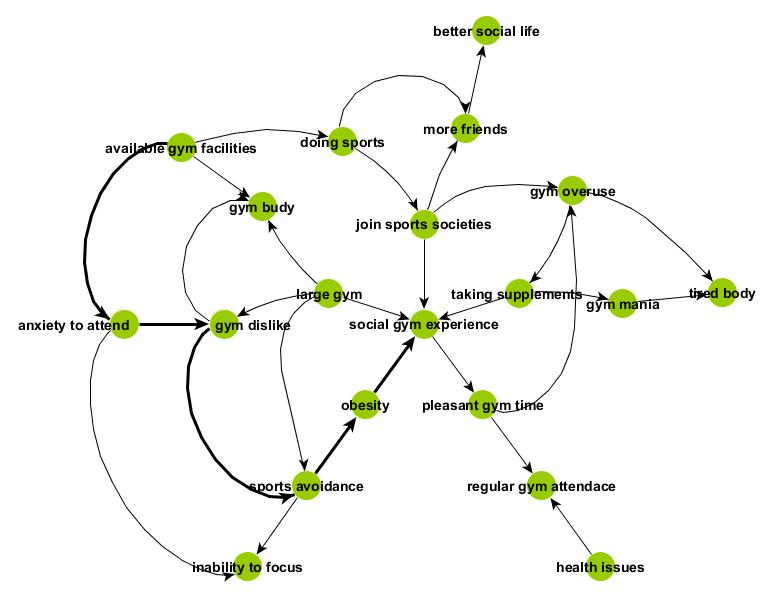 better social life
more friends
doing sports
available gym facilities
gym overuse
gym budy
join sports societies
large gym
taking supplements
tired body
gym mania
anxiety to attend
gym dislike
social gym experience
obesity
pleasant gym time
sports avoidance
regular gym attendace
inability to focus
health issues